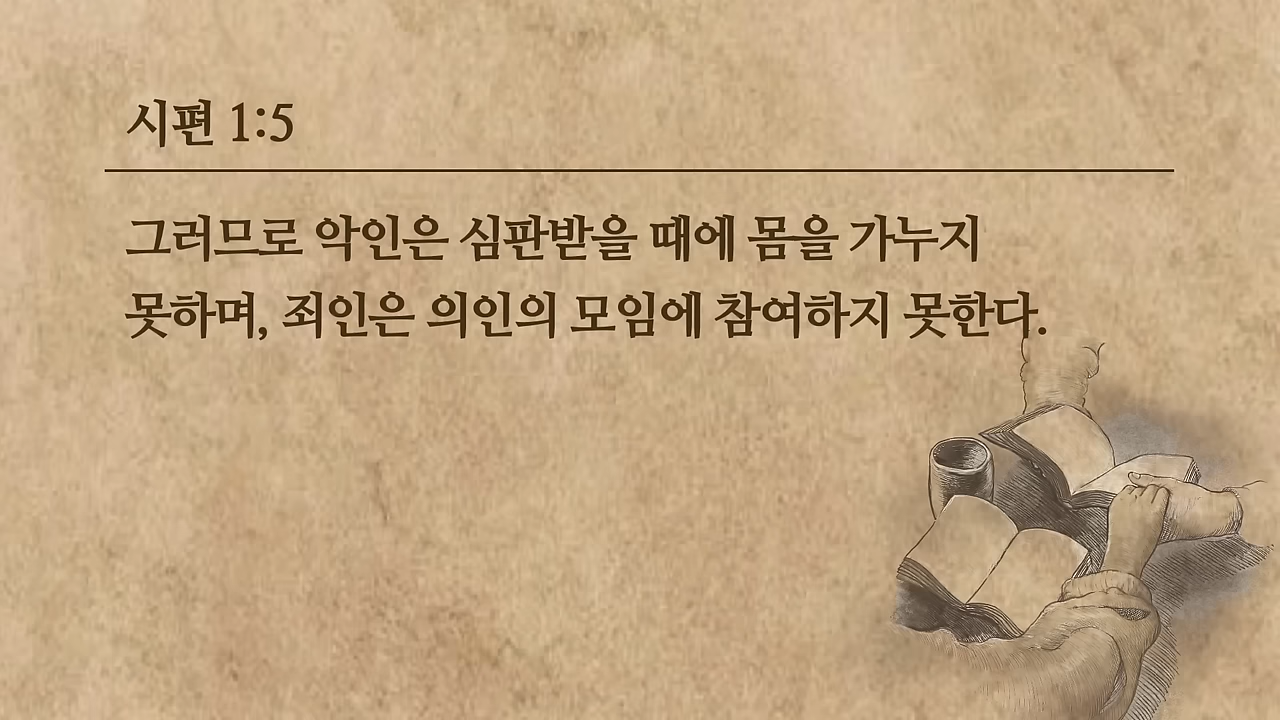 시편 1:5
그러므로 악인은 심판받을 때에 몸을 가누지
못하며, 죄인은 의인의 모임에 참여하지 못한다.